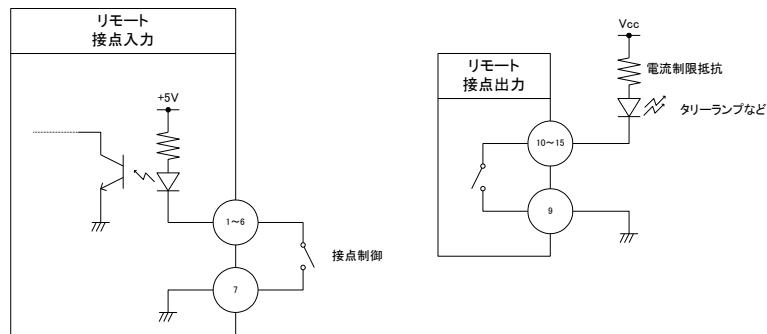 リモート
接点入力
+5V
1～6
7
接点制御
リモート
接点出力
Vcc
電流制限抵抗
タリーランプなど
10～15
9